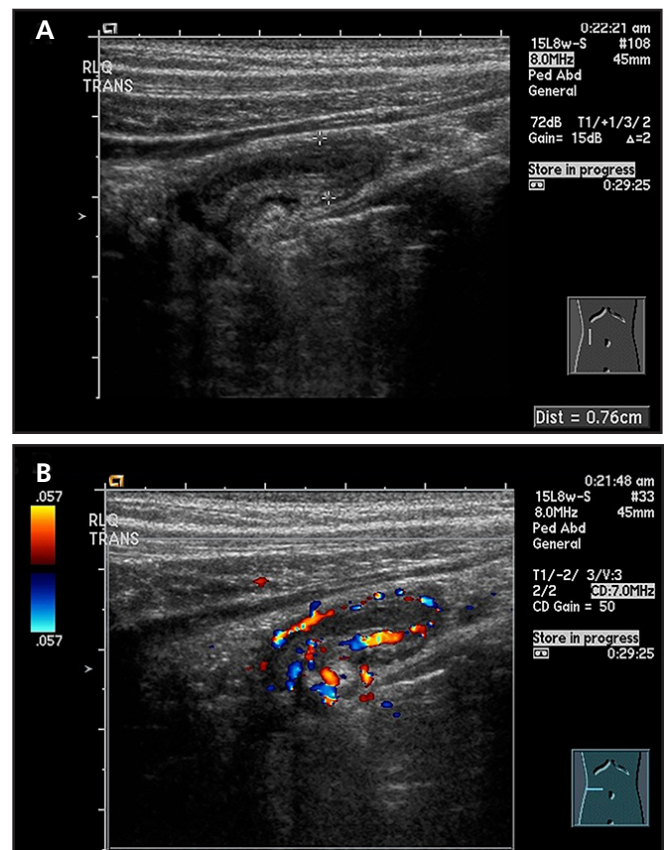 A
0:22:21 am
15L8w-S #108
8.0MHz 45mm
Ped Abd
General
RLQ
TRANS
72dB T1/+1/3/2
Gain= 15dB Δ=2
Store in progress
0:29:25
Dist = 0.76cm
B
0:21:48 am
15L8w-S #33
8.0MHz 45mm
Ped Abd
General
.057
RLQ
TRANS
.057
T1/-2/ 3/V:3
2/2 CD:7.0MHz
CD Gain = 50
Store in progress
0:29:25